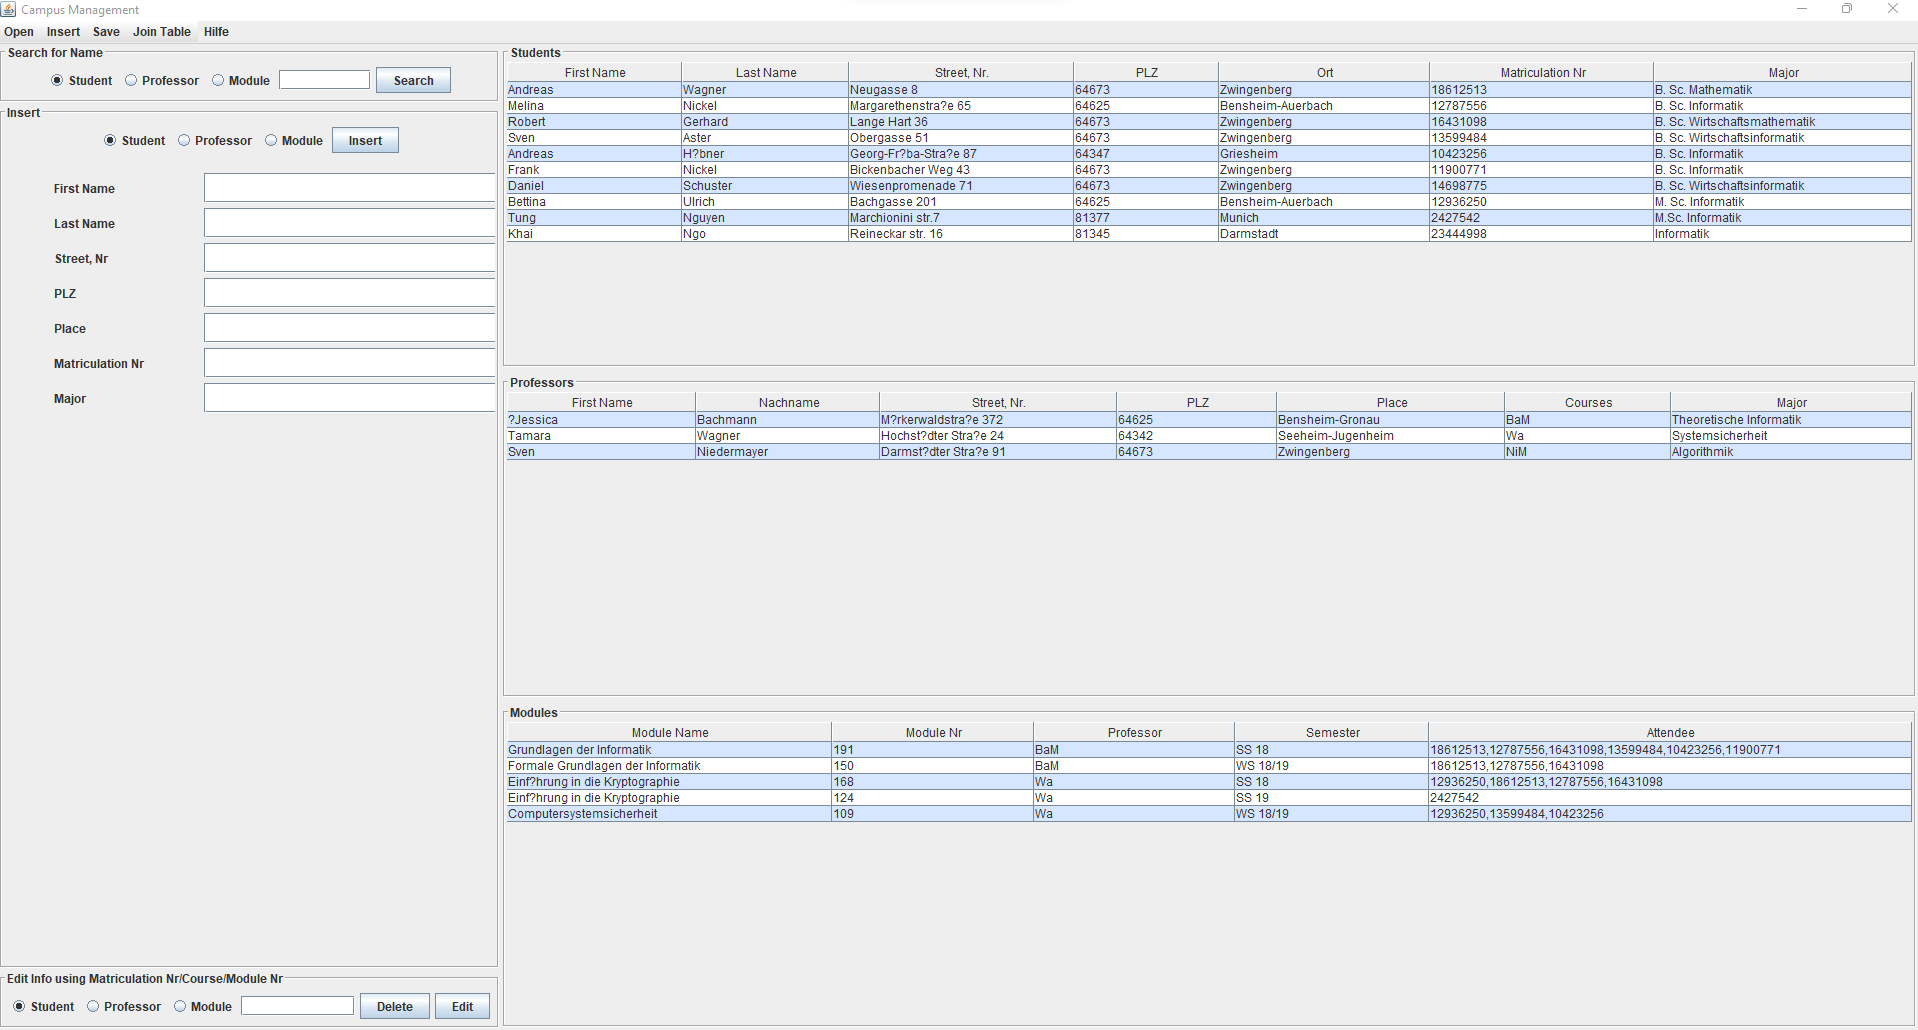 Campus Management
Open Insert Save Join Table Hilfe
Search for Name
Student Professor Module Search
Insert
Student Professor Module Insert
First Name
Last Name
Street, Nr
PLZ
Place
Matriculation Nr
Major
Edit Info using Matriculation Nr/Course/Module Nr
Student Professor Module Delete Edit
Students
First Name Last Name Street, Nr. PLZ Ort Matriculation Nr Major
Andreas Wagner Neugasse 8 64673 Zwingenberg 18612513 B. Sc. Mathematik
Melina Nickel Margarethenstra?e 65 64625 Bensheim-Auerbach 12787556 B. Sc. Informatik
Robert Gerhard Lange Hart 36 64673 Zwingenberg 16431098 B. Sc. Wirtschaftsmathematik
Sven Aster Obergasse 51 64673 Zwingenberg 13599484 B. Sc. Wirtschaftsinformatik
Andreas H?bner Georg-Fr?ba-Stra?e 87 64347 Griesheim 10423256 B. Sc. Informatik
Frank Nickel Bickenbacher Weg 43 64673 Zwingenberg 11900771 B. Sc. Informatik
Daniel Schuster Wiesenpromenade 71 64673 Zwingenberg 14698775 B. Sc. Wirtschaftsinformatik
Bettina Ulrich Bachgasse 201 64625 Bensheim-Auerbach 12936250 M. Sc. Informatik
Tung Nguyen Marchionini str.7 81377 Munich 2427542 M.Sc. Informatik
Khai Ngo Reineckar str. 16 81345 Darmstadt 23444998 Informatik
Professors
First Name Nachname Street, Nr. PLZ Place Courses Major
?Jessica Bachmann M?rkerwaldstra?e 372 64625 Bensheim-Gronau BaM Theoretische Informatik
Tamara Wagner Hochst?dter Stra?e 24 64342 Seeheim-Jugenheim Wa Systemsicherheit
Sven Niedermayer Darmst?dter Stra?e 91 64673 Zwingenberg NiM Algorithmik
Modules
Module Name Module Nr Professor Semester Attendee
Grundlagen der Informatik 191 BaM SS 18 18612513,12787556,16431098,13599484,10423256,11900771
Formale Grundlagen der Informatik 150 BaM WS 18/19 18612513,12787556,16431098
Einf?hrung in die Kryptographie 168 Wa SS 18 12936250,18612513,12787556,16431098
Einf?hrung in die Kryptographie 124 Wa SS 19 2427542
Computersystemsicherheit 109 Wa WS 18/19 12936250,13599484,10423256